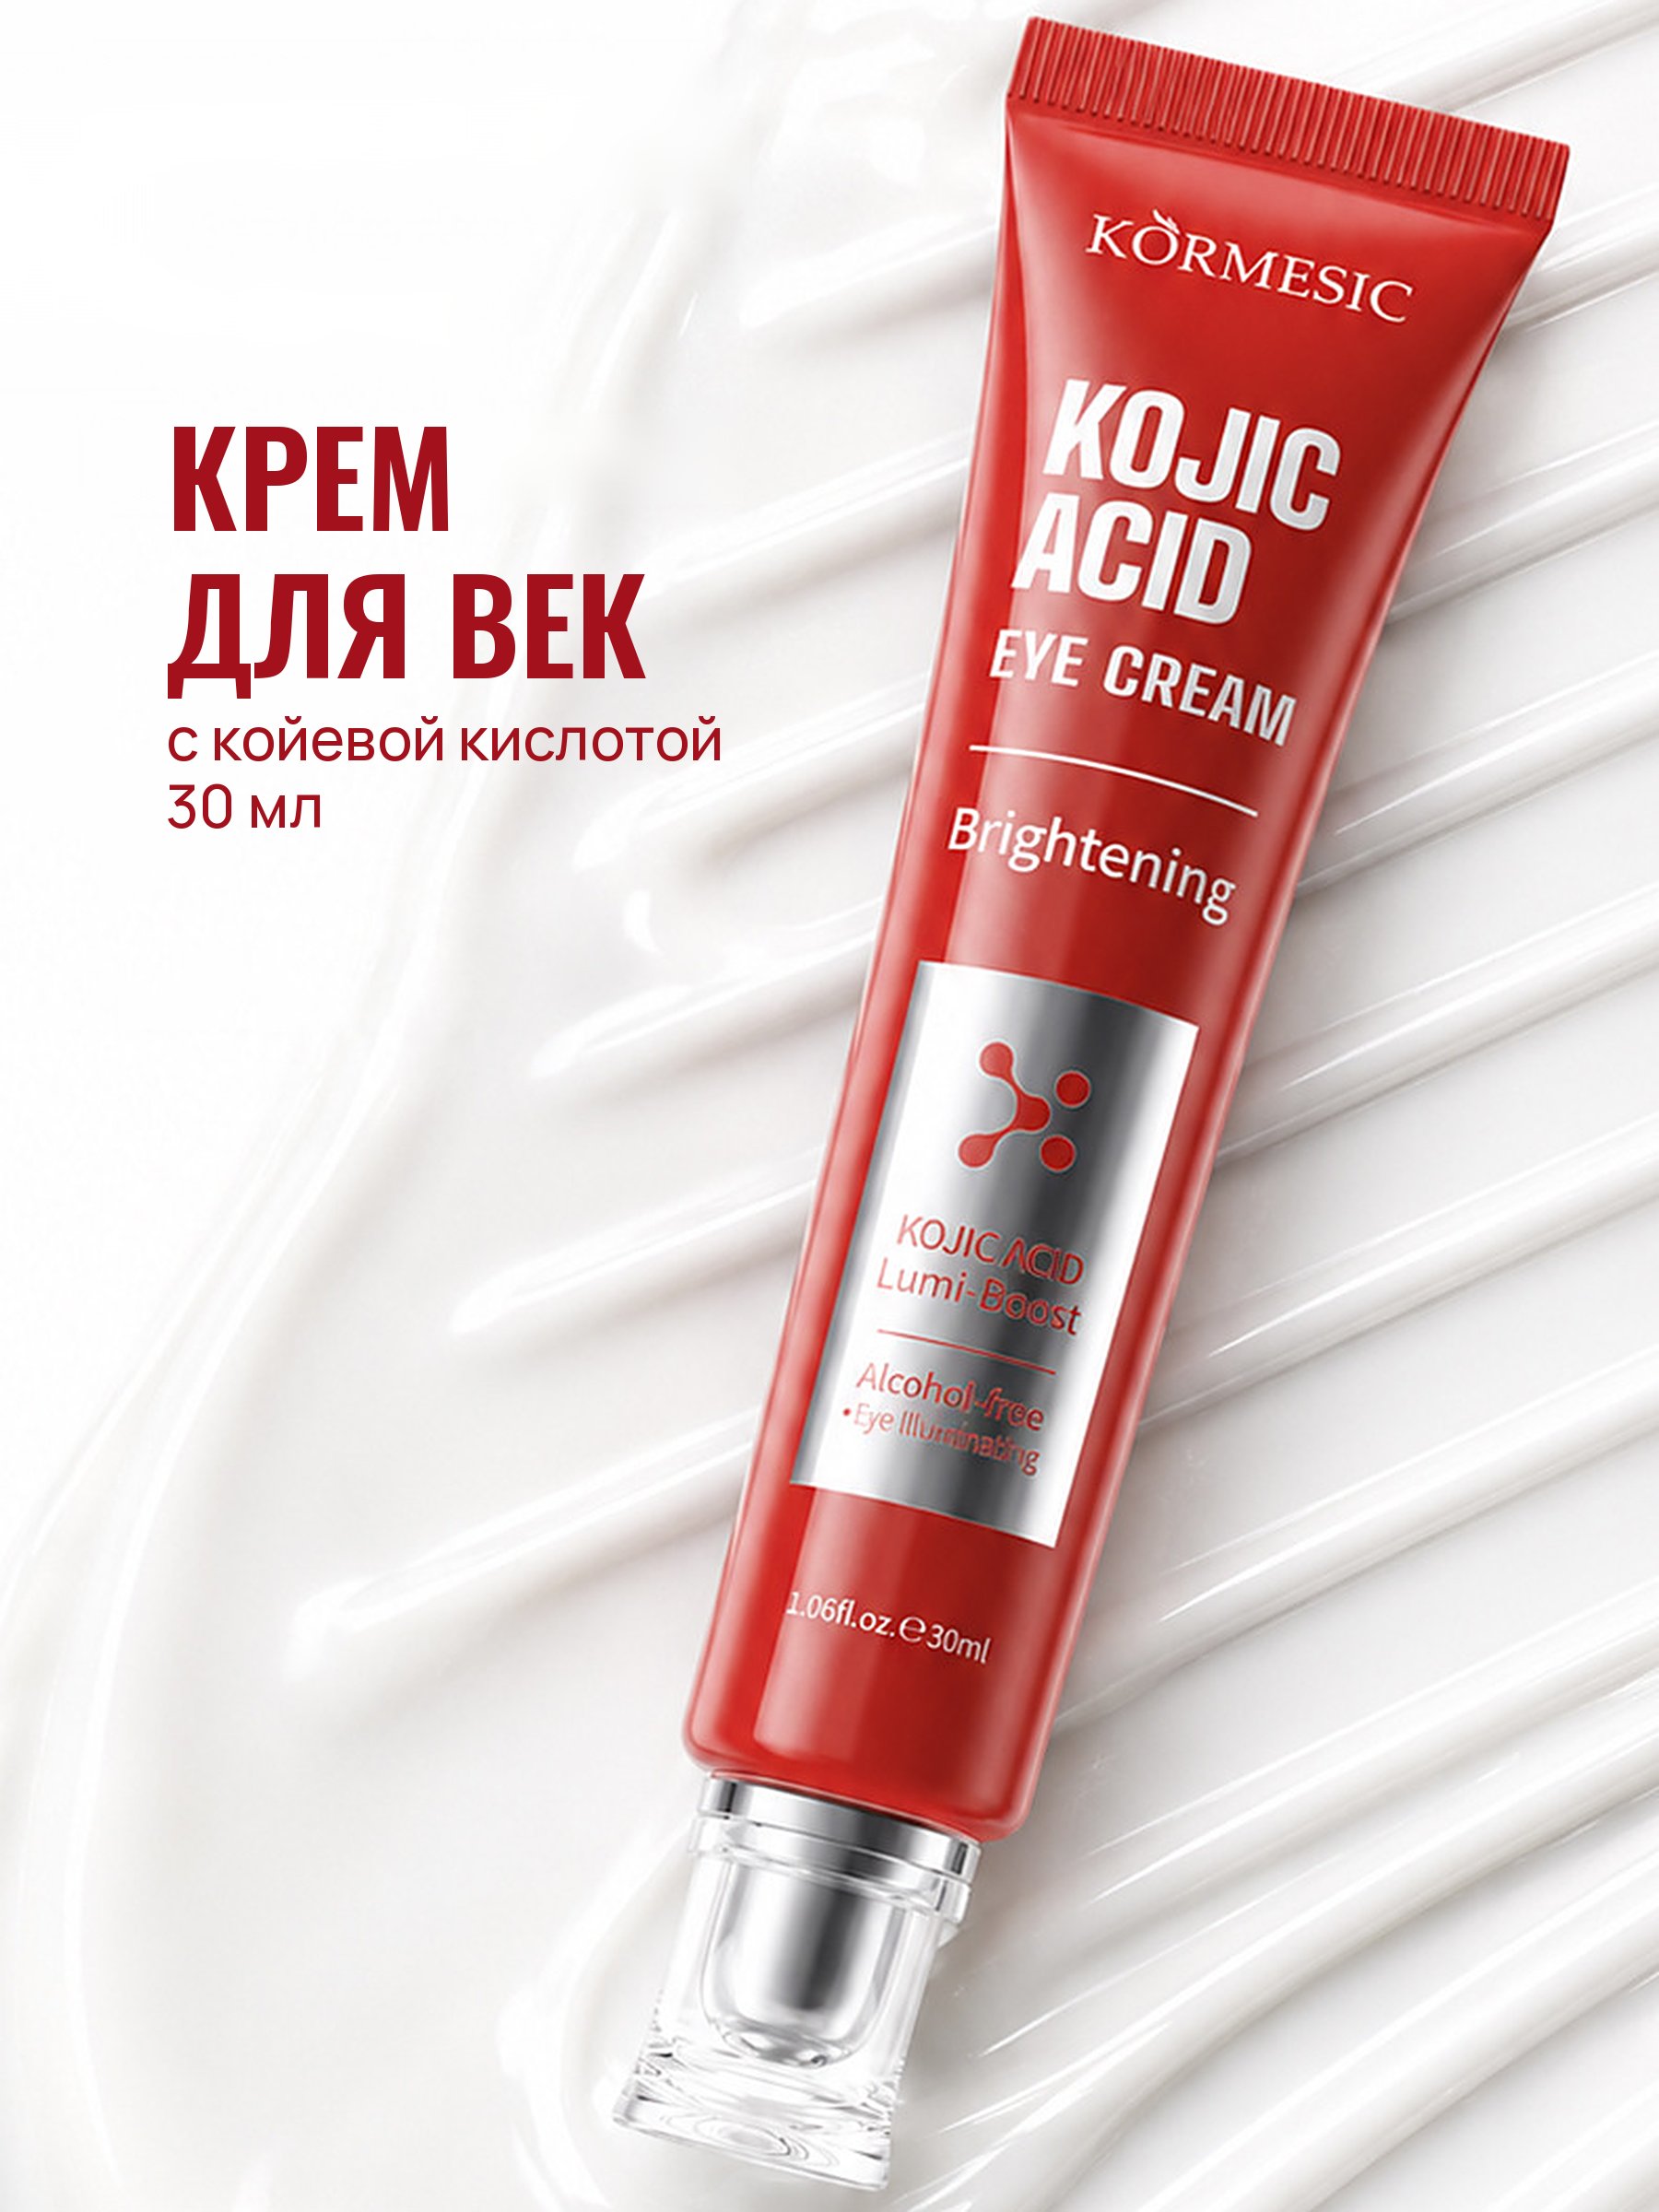 КРЕМ
ДЛЯ ВЕК
с койевой кислотой
30 мл
KORMESIC
KOJIC
ACID
EYE CREAM
Brightening
KOJIC ACID
Lumi-Boost
Alcohol-free
•Eye Illuminating
1.06fl.oz.℮30ml